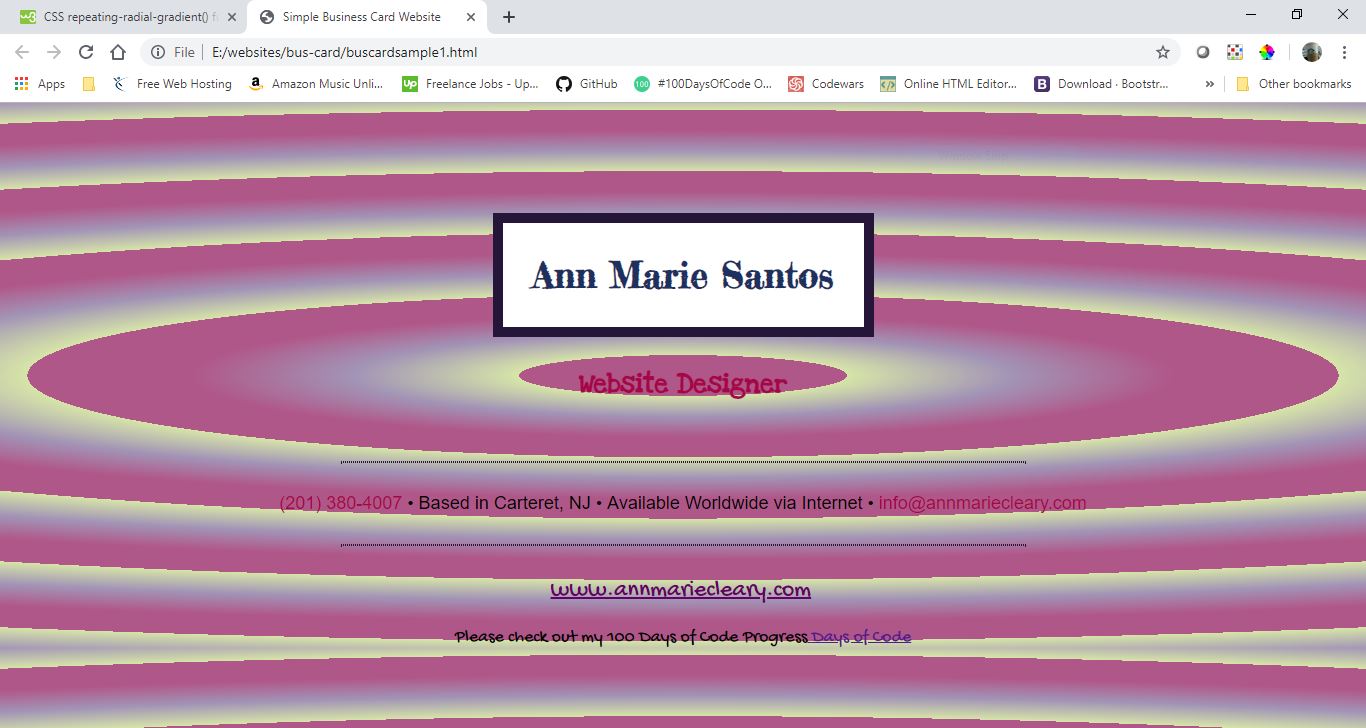 CSS repeating-radial-gradient() f
Simple Business Card Website
File
E:/websites/bus-card/buscardsample1.html
Apps
Free Web Hosting
Amazon Music Unli...
Up
Freelance Jobs - Up...
GitHub
100
#100DaysOfCode O...
Codewars
Online HTML Editor...
B
Download · Bootstr...
»
Other bookmarks
Ann Marie Santos
Website Designer
(201) 380-4007 • Based in Carteret, NJ • Available Worldwide via Internet • info@annmariecleary.com
www.annmariecleary.com
Please check out my 100 Days of Code Progress Days of Code